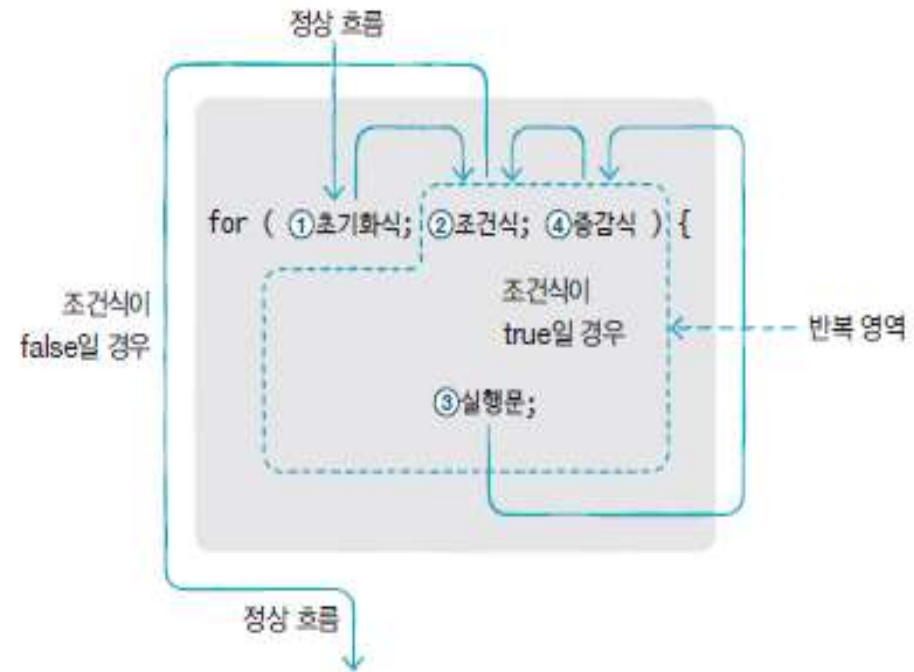 정상 흐름
for ( ①초기화식; ②조건식; ④증감식 ) {
조건식이
true일 경우
조건식이
false일 경우
반복 영역
③실행문;
정상 흐름